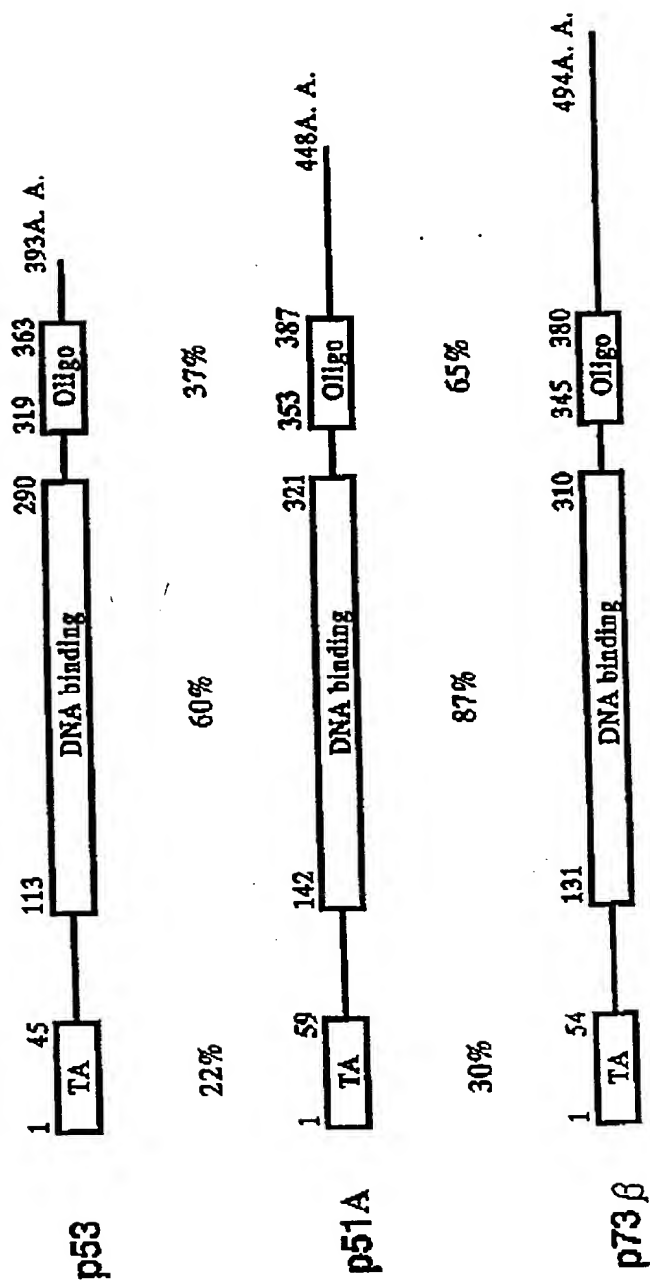 p53
1 45 113 290 319 363 393A. A.
TA DNA binding Oligo
22% 60% 37%
p51A
1 59 142 321 353 387 448A. A.
TA DNA binding Oligo
30% 87% 65%
p73β
1 54 131 310 345 380 494A. A.
TA DNA binding Oligo